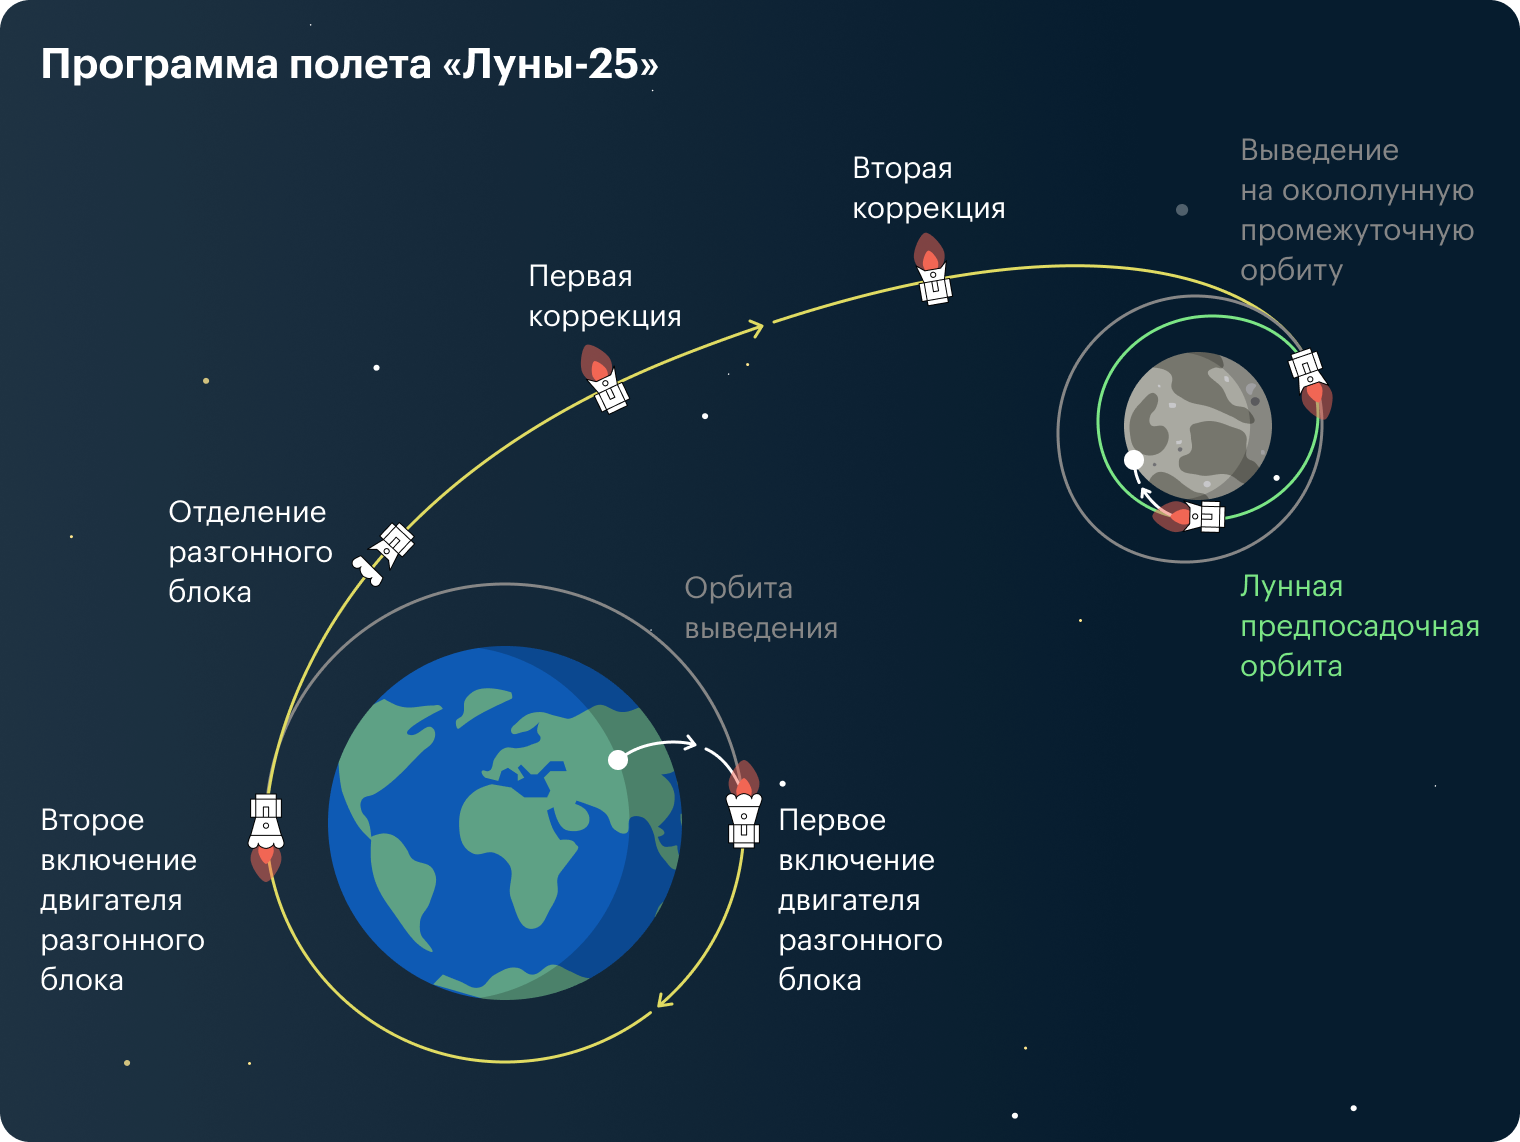 Программа полета «Луны-25»
Выведение
на окололунную
промежуточную
орбиту
Вторая
коррекция
Первая
коррекция
Отделение
разгонного
блока
Орбита
выведения
Лунная
предпосадочная
орбита
Второе
включение
двигателя
разгонного
блока
Первое
включение
двигателя
разгонного
блока